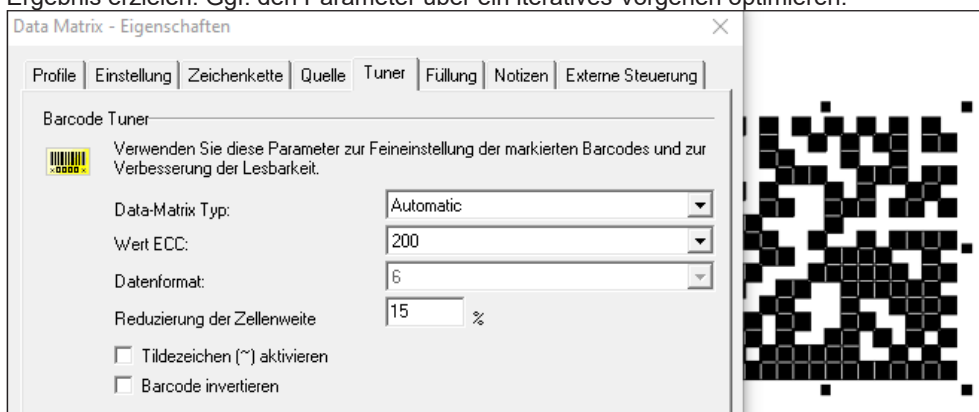 Ergebnis erzielen. Ggf. den Parameter über ein iteratives Vorgehen optimieren.
Data Matrix - Eigenschaften
Profile Einstellung Zeichenkette Quelle Tuner Füllung Notizen Externe Steuerung
Barcode Tuner
Verwenden Sie diese Parameter zur Feineinstellung der markierten Barcodes und zur
Verbesserung der Lesbarkeit.
Data-Matrix Typ: Automatic
Wert ECC: 200
Datenformat: 6
Reduzierung der Zellenweite 15 %
Tildezeichen (~) aktivieren
Barcode invertieren